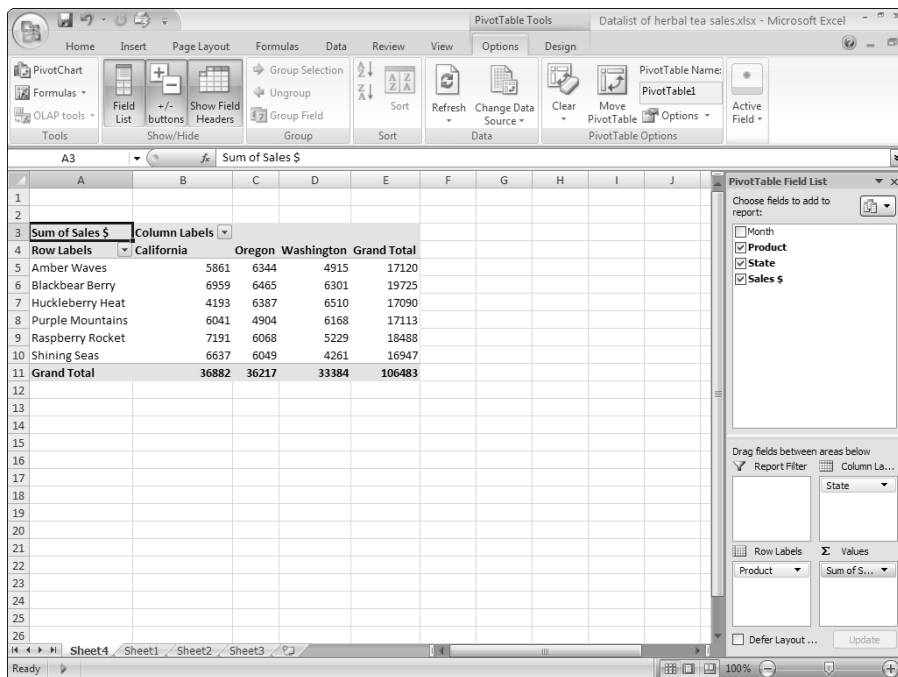 PivotTable Tools Datalist of herbal tea sales.xlsx - Microsoft Excel
Home Insert Page Layout Formulas Data Review View Options Design
PivotChart
Formulas
OLAP tools
Tools
Field List
+/- buttons
Show Field Headers
Show/Hide
Group Selection
Ungroup
Group Field
Group
Sort
Sort
Refresh
Change Data Source
Data
Clear
Move PivotTable
PivotTable Name:
PivotTable1
Options
PivotTable Options
Active Field
A3 fx Sum of Sales $
A B C D E F G H I J
1
2
3 Sum of Sales $ Column Labels
4 Row Labels California Oregon Washington Grand Total
5 Amber Waves 5861 6344 4915 17120
6 Blackbear Berry 6959 6465 6301 19725
7 Huckleberry Heat 4193 6387 6510 17090
8 Purple Mountains 6041 4904 6168 17113
9 Raspberry Rocket 7191 6068 5229 18488
10 Shining Seas 6637 6049 4261 16947
11 Grand Total 36882 36217 33384 106483
12
13
14
15
16
17
18
19
20
21
22
23
24
25
26
PivotTable Field List
Choose fields to add to
report:
Month
Product
State
Sales $
Drag fields between areas below
Report Filter Column La...
State
Row Labels Σ Values
Product Sum of S...
Defer Layout ... Update
Sheet4 Sheet1 Sheet2 Sheet3
Ready 100%